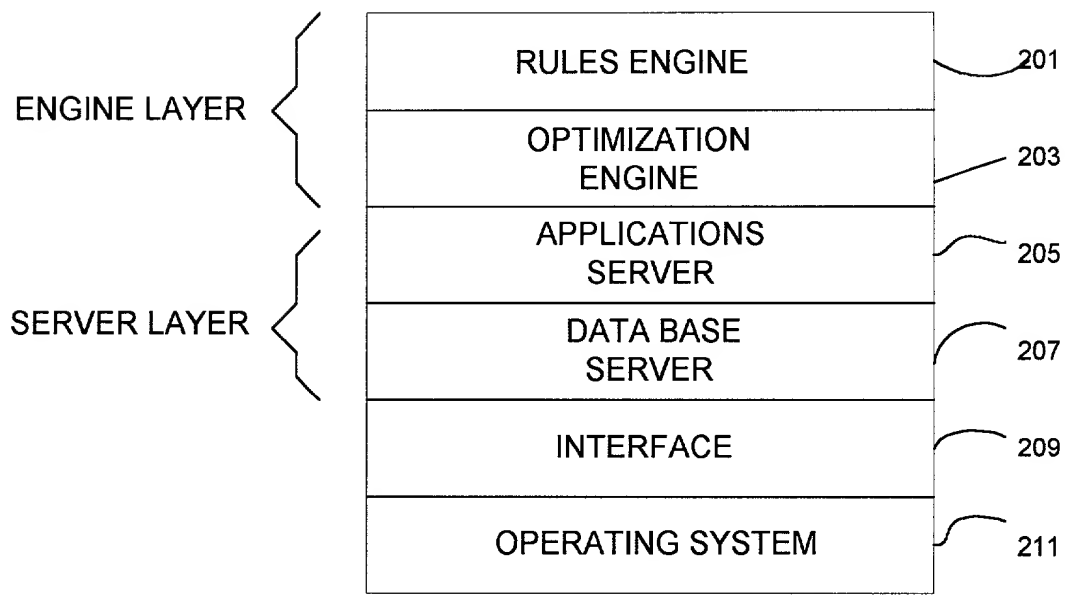 RULES ENGINE
201
ENGINE LAYER
OPTIMIZATION
ENGINE
203
APPLICATIONS
SERVER
205
SERVER LAYER
DATA BASE
SERVER
207
INTERFACE
209
OPERATING SYSTEM
211